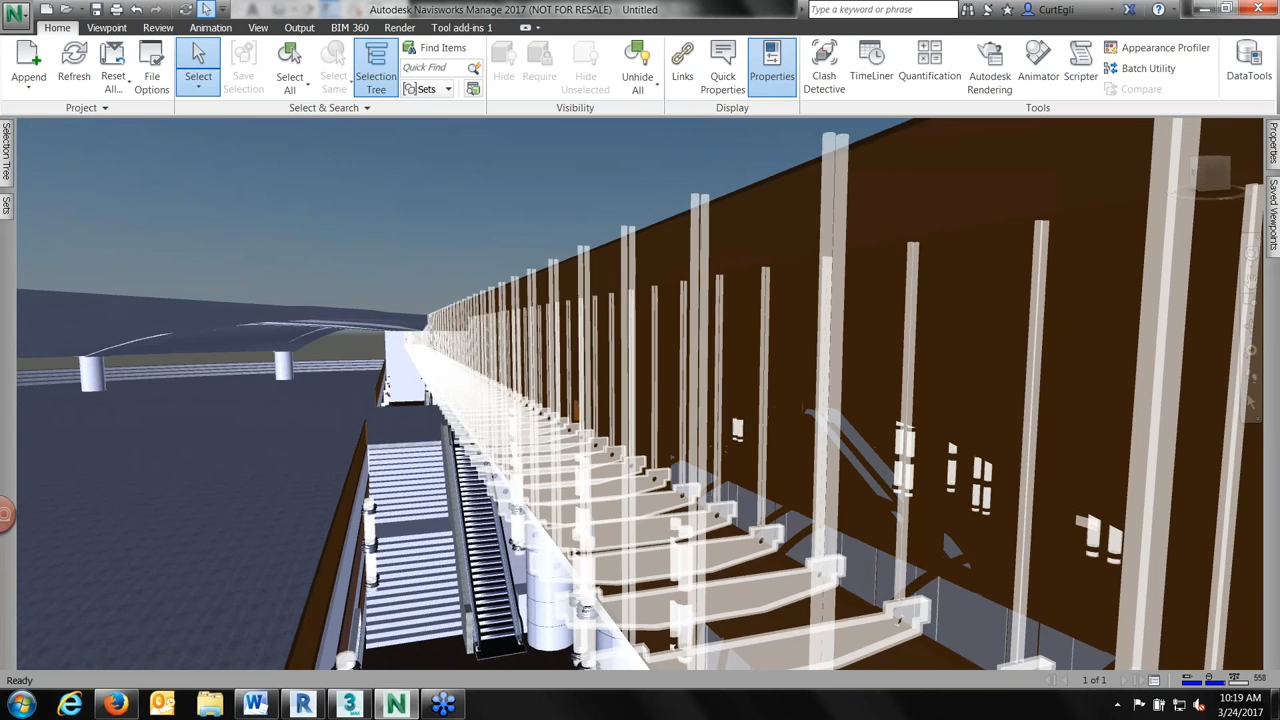 Autodesk Navisworks Manage 2017 (NOT FOR RESALE) Untitled
Type a keyword or phrase
CurtEgli
Home Viewpoint Review Animation View Output BIM 360 Render Tool add-ins 1
Append
Refresh
Reset All...
File Options
Select
Save Selection
Select All
Select Same
Selection Tree
Find Items
Quick Find
Sets
Hide
Require
Hide Unselected
Unhide All
Links
Quick Properties
Properties
Clash Detective
TimeLiner
Quantification
Autodesk Rendering
Animator
Scripter
Appearance Profiler
Batch Utility
Compare
DataTools
Project
Select & Search
Visibility
Display
Tools
Selection Tree
Sets
Properties
Saved Viewpoints
Ready
1 of 1
558
10:19 AM
3/24/2017